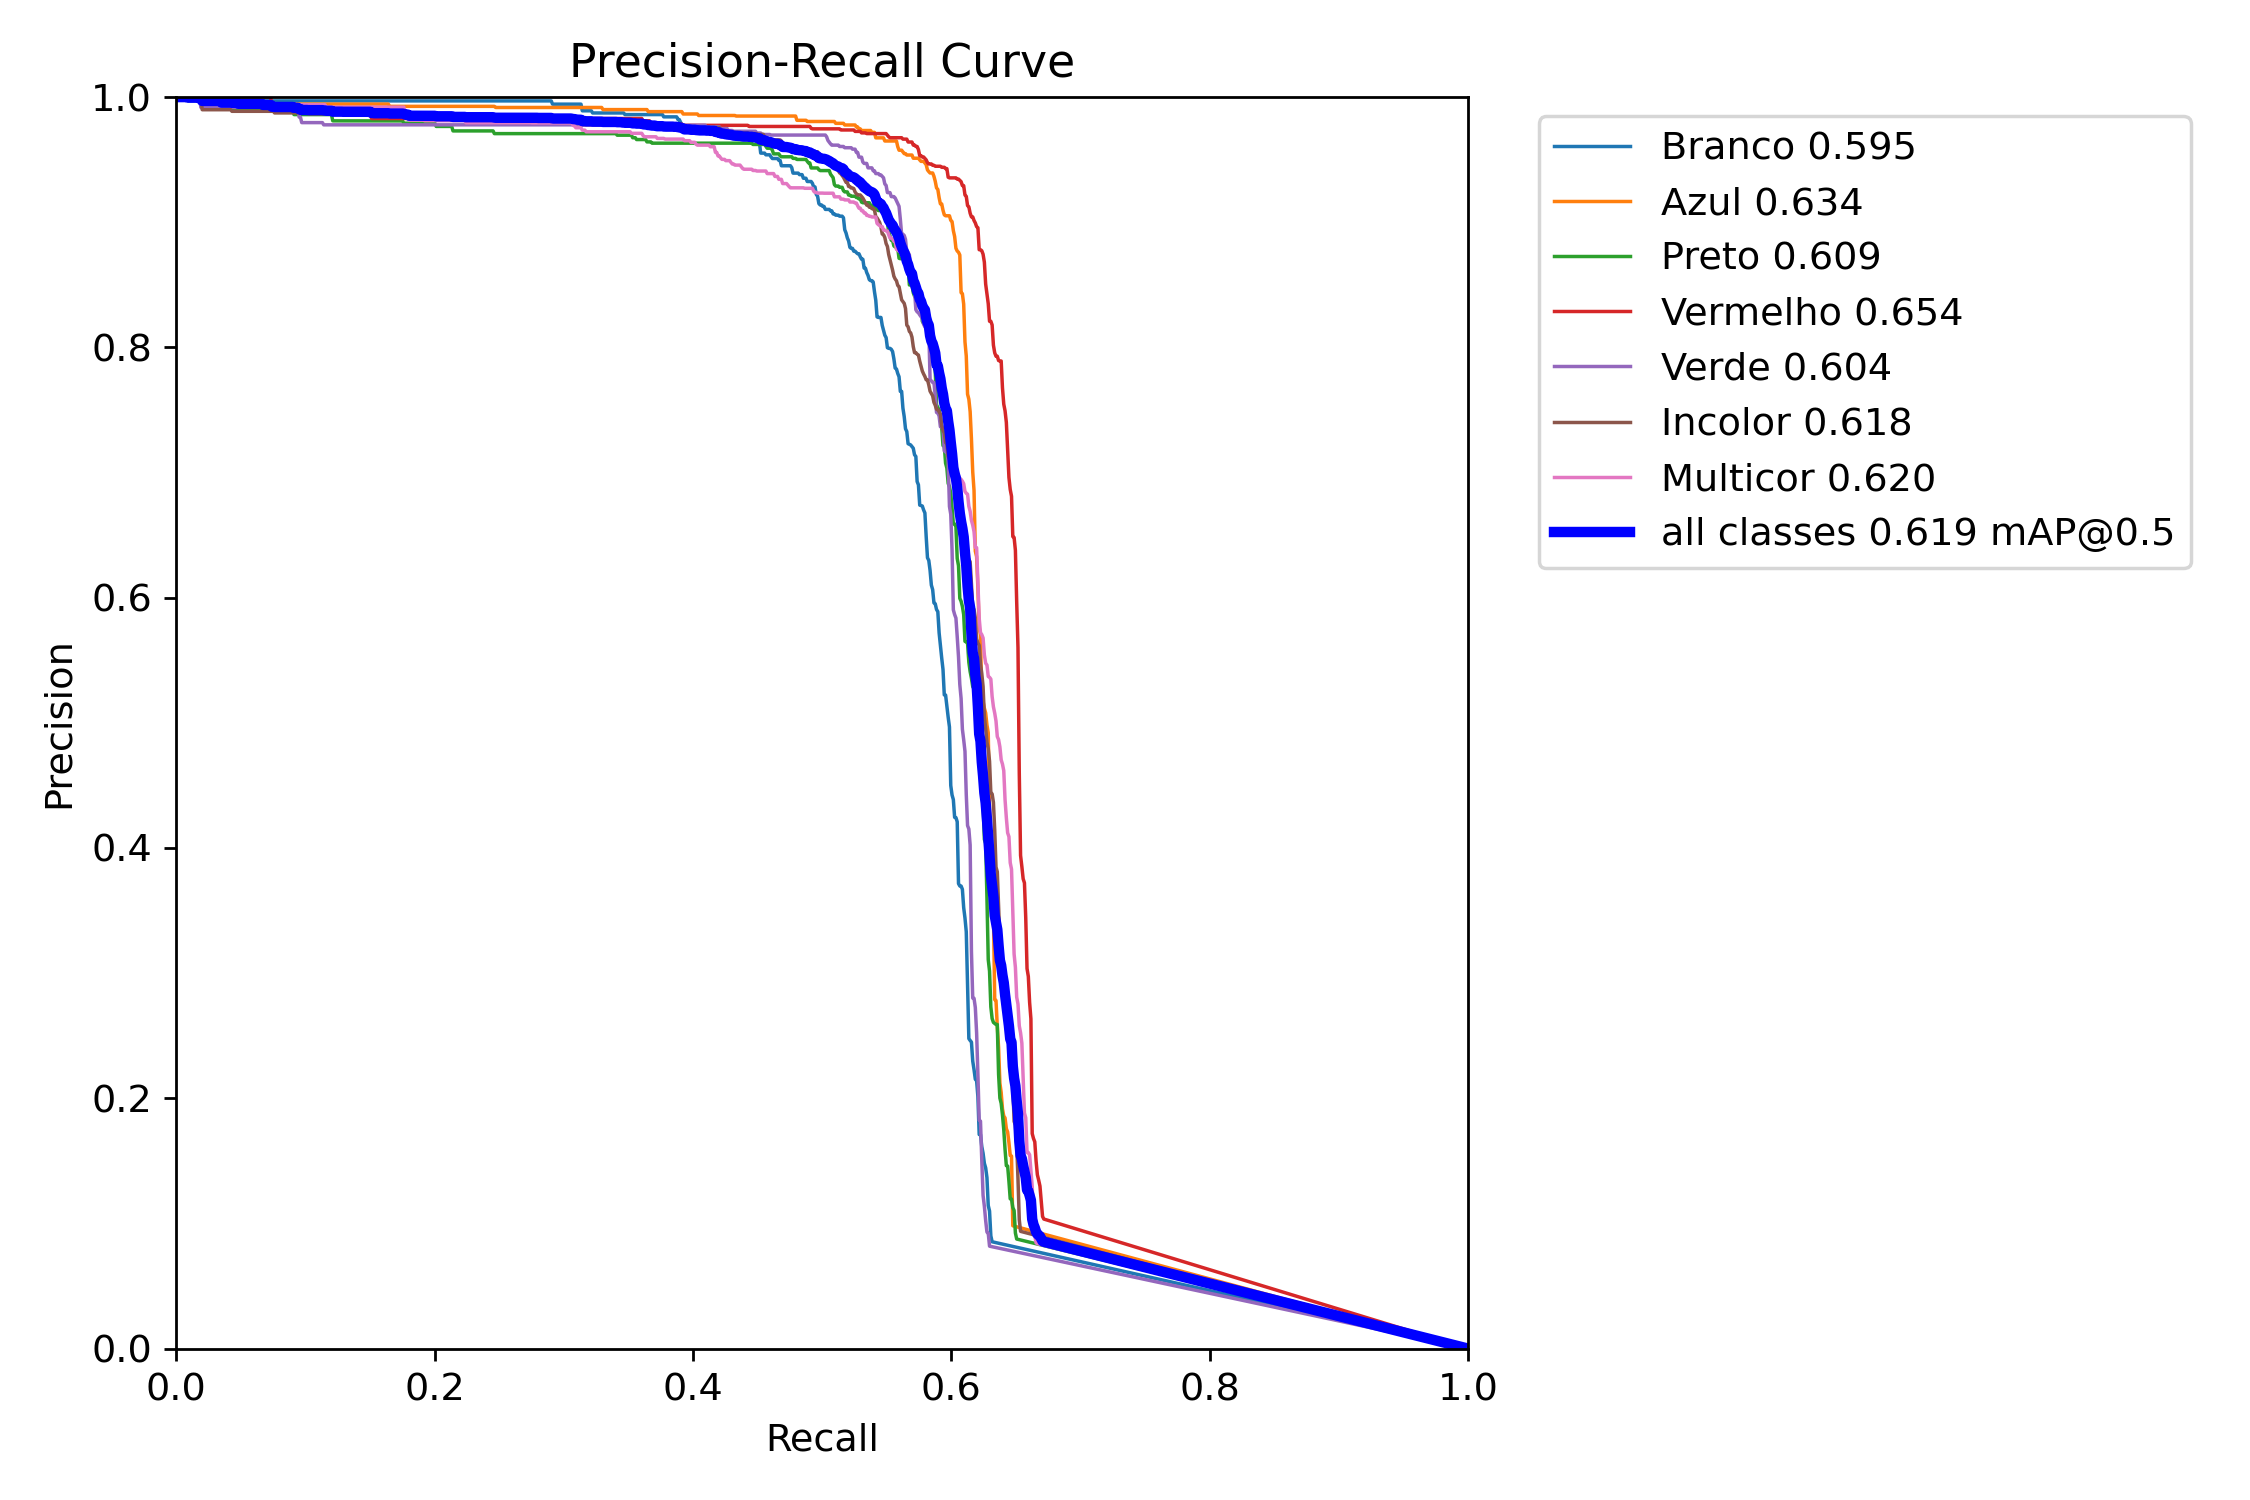 Precision-Recall Curve
1.0
0.8
0.6
0.4
0.2
0.0
Precision
0.0 0.2 0.4 0.6 0.8 1.0
Recall
Branco 0.595
Azul 0.634
Preto 0.609
Vermelho 0.654
Verde 0.604
Incolor 0.618
Multicor 0.620
all classes 0.619 mAP@0.5